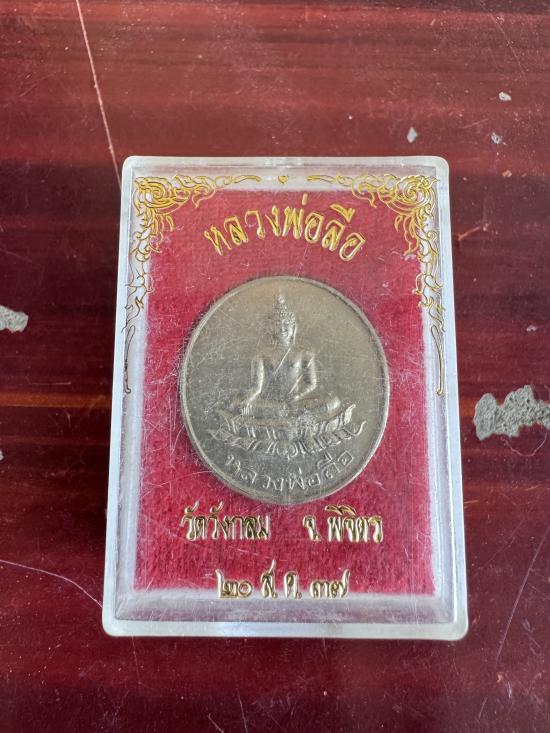 หลวงพ่อลือ
หลวงพ่อลือ
วัดวังกลม จ.พิจิตร
๒๐ ส.ค. ๓๗